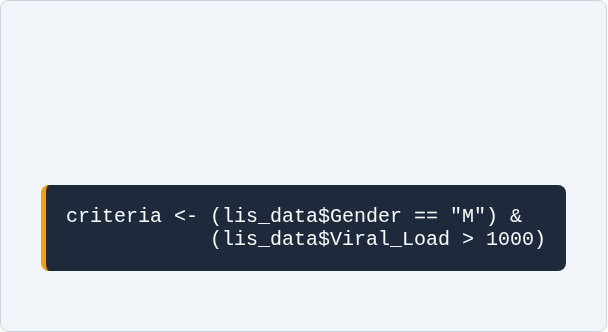 criteria <- (lis_data$Gender == "M") &
            (lis_data$Viral_Load > 1000)